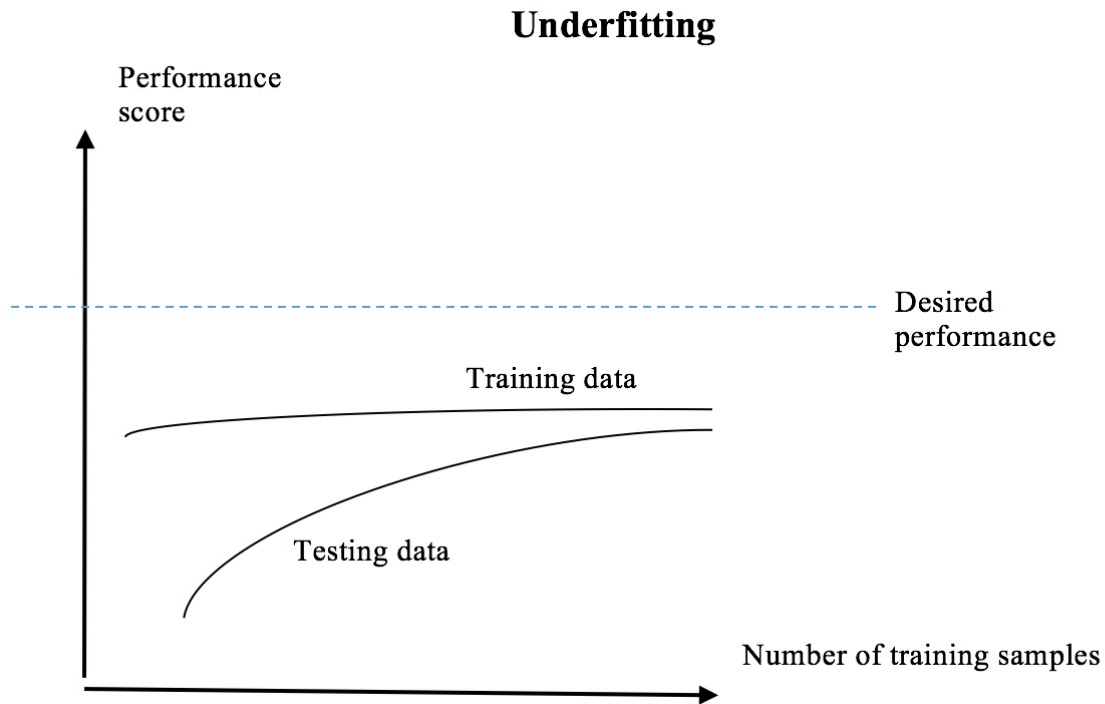 Underfitting
Performance
score
Desired
performance
Training data
Testing data
Number of training samples